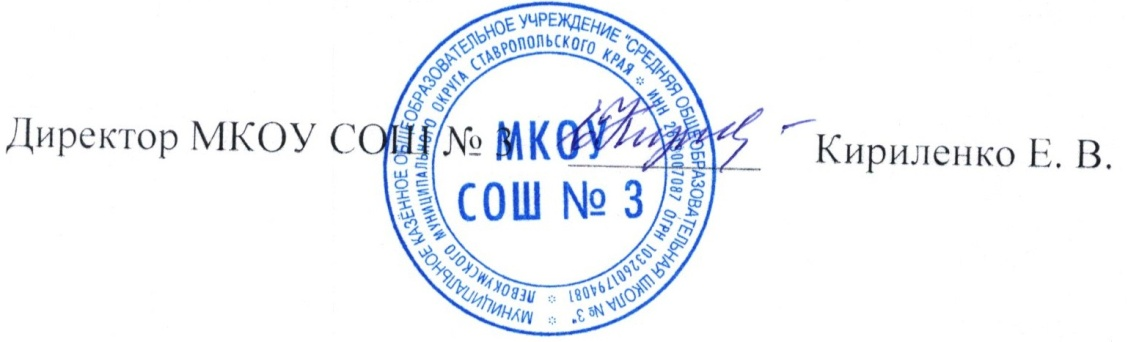 Директор МКОУ СОШ № 3 Кириленко Е. В.
МУНИЦИПАЛЬНОЕ КАЗЁННОЕ ОБЩЕОБРАЗОВАТЕЛЬНОЕ УЧРЕЖДЕНИЕ "СРЕДНЯЯ ОБЩЕОБРАЗОВАТЕЛЬНАЯ ШКОЛА № 3"
ЛЕВОКУМСКОГО МУНИЦИПАЛЬНОГО ОКРУГА СТАВРОПОЛЬСКОГО КРАЯ ИНН ОГРН 1032601794081
МКОУ
СОШ № 3